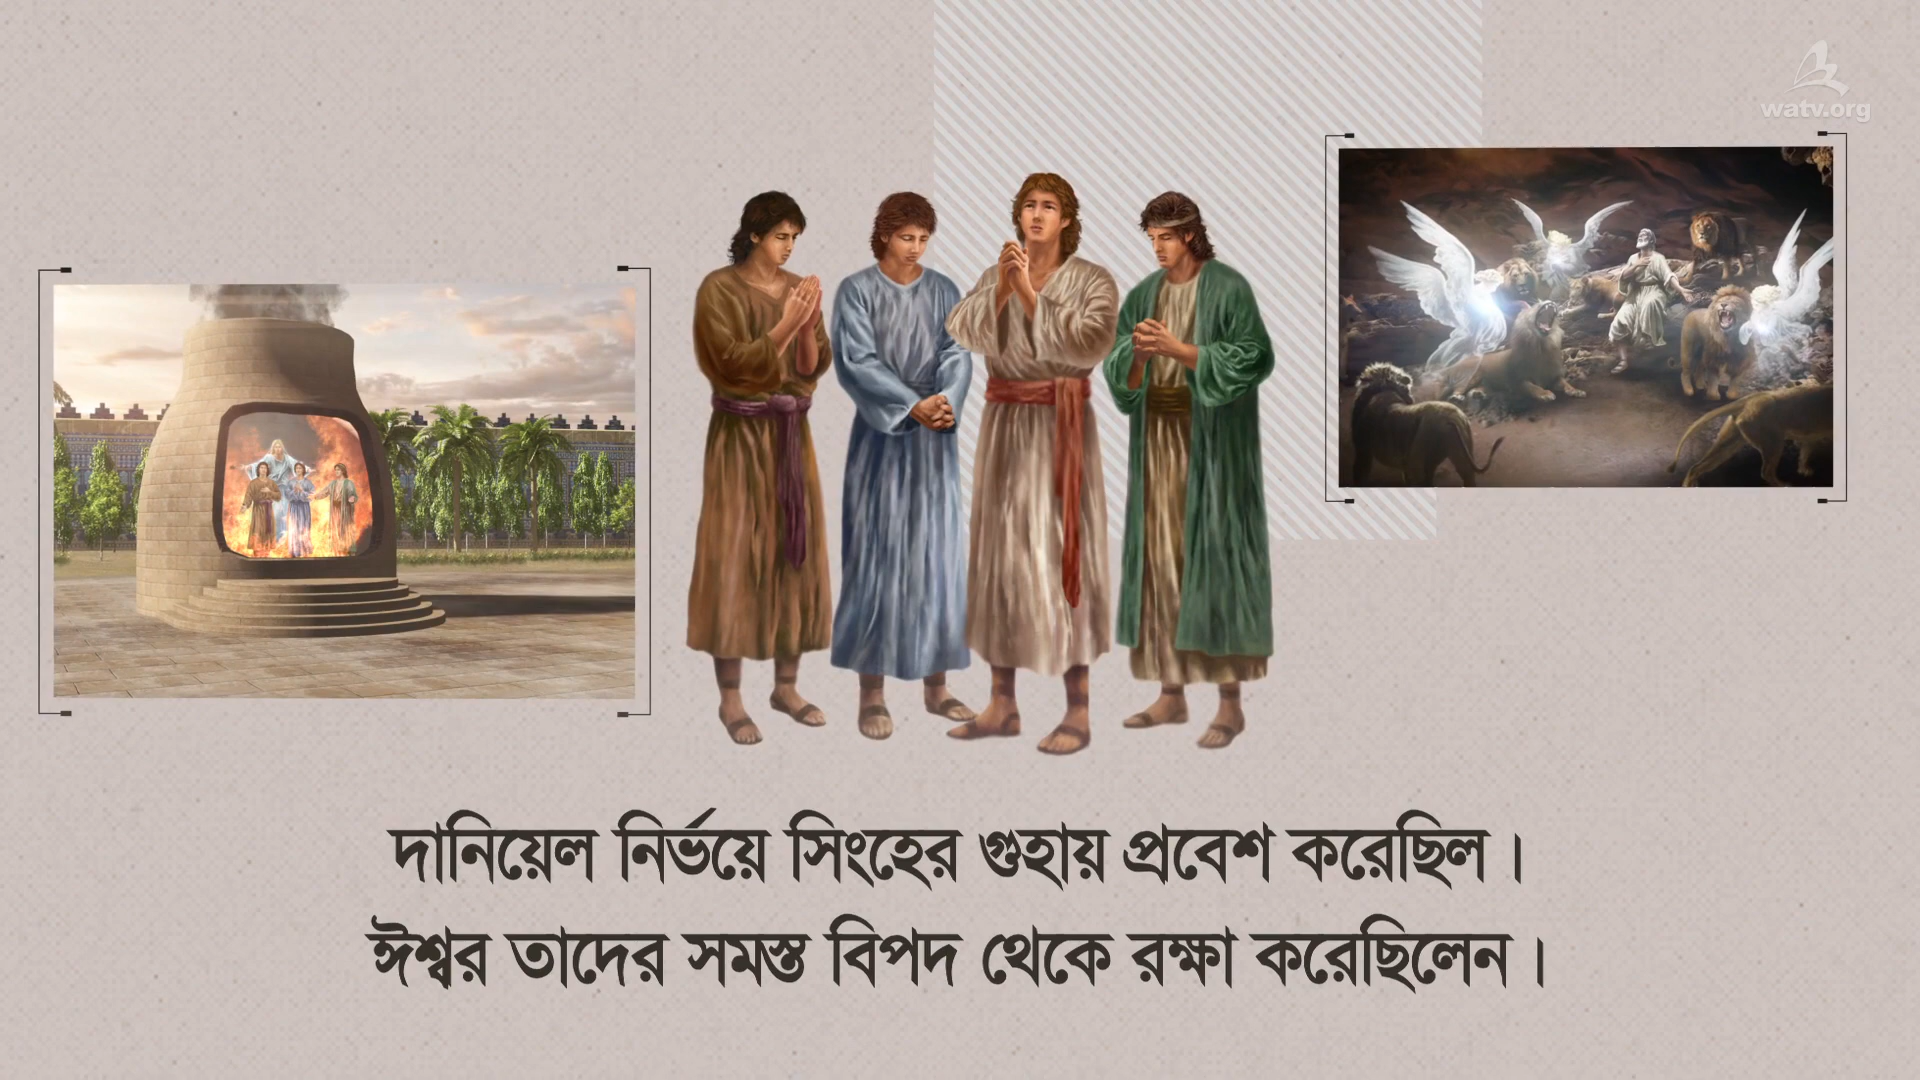 watv.org
দানিয়েল নির্ভয়ে সিংহের গুহায় প্রবেশ করেছিল।
ঈশ্বর তাদের সমস্ত বিপদ থেকে রক্ষা করেছিলেন।